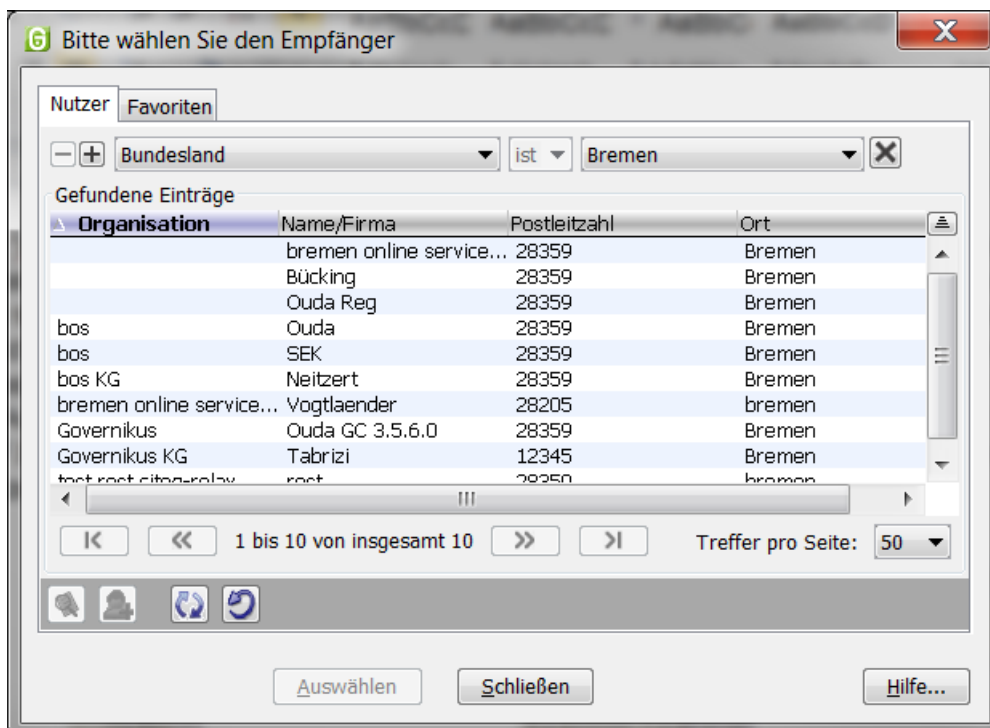 Bitte wählen Sie den Empfänger
Nutzer Favoriten
Bundesland ist Bremen
Gefundene Einträge
Organisation Name/Firma Postleitzahl Ort
bremen online service... 28359 Bremen
Bücking 28359 Bremen
Ouda Reg 28359 Bremen
bos Ouda 28359 Bremen
bos SEK 28359 Bremen
bos KG Neitzert 28359 Bremen
bremen online service... Vogtlaender 28205 bremen
Governikus Ouda GC 3.5.6.0 28359 Bremen
Governikus KG Tabrizi 12345 Bremen
bremen
1 bis 10 von insgesamt 10 Treffer pro Seite: 50
Auswählen Schließen Hilfe...